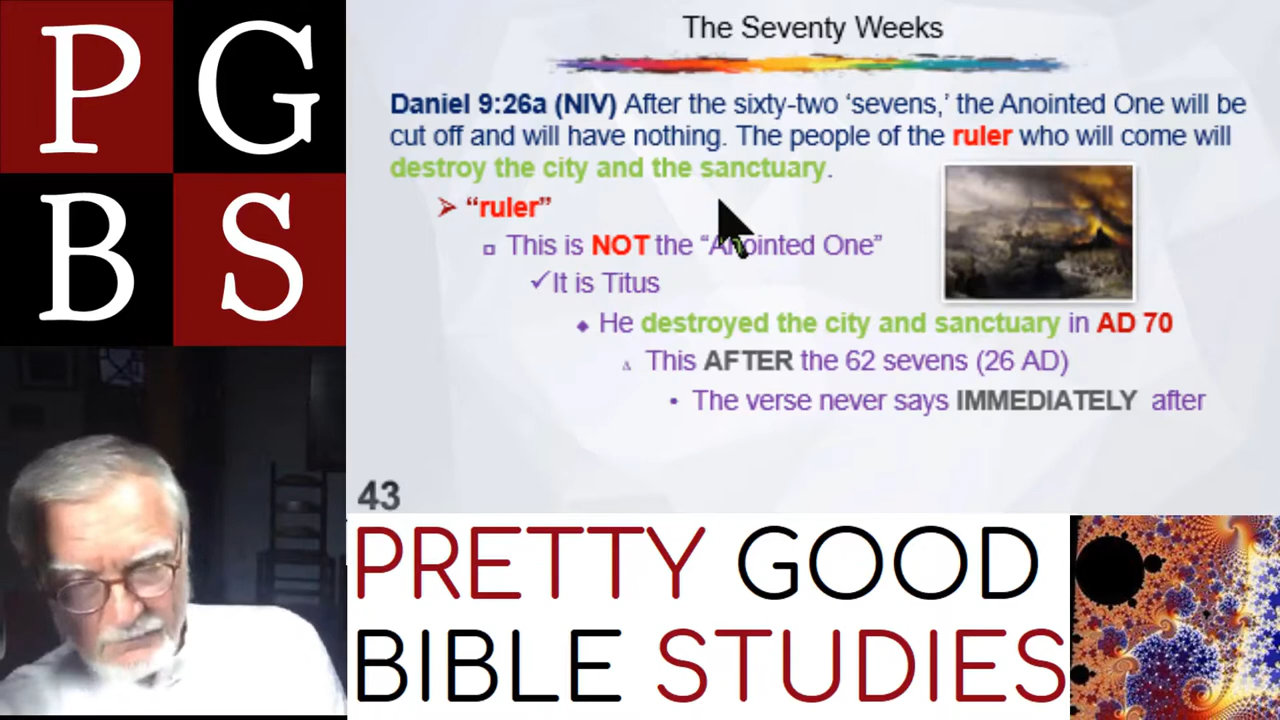 P G
B S
The Seventy Weeks
Daniel 9:26a (NIV) After the sixty-two ‘sevens,’ the Anointed One will be
cut off and will have nothing. The people of the ruler who will come will
destroy the city and the sanctuary.
“ruler”
This is NOT the “Anointed One”
It is Titus
He destroyed the city and sanctuary in AD 70
This AFTER the 62 sevens (26 AD)
The verse never says IMMEDIATELY after
43
PRETTY GOOD
BIBLE STUDIES